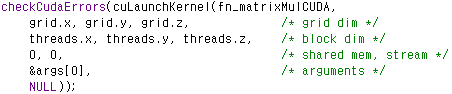 checkCudaErrors(cuLaunchKernel(fn_matrixMulCUDA,
grid.x, grid.y, grid.z, /* grid dim */
threads.x, threads.y, threads.z, /* block dim */
0, 0, /* shared mem, stream */
&args[0], /* arguments */
NULL));